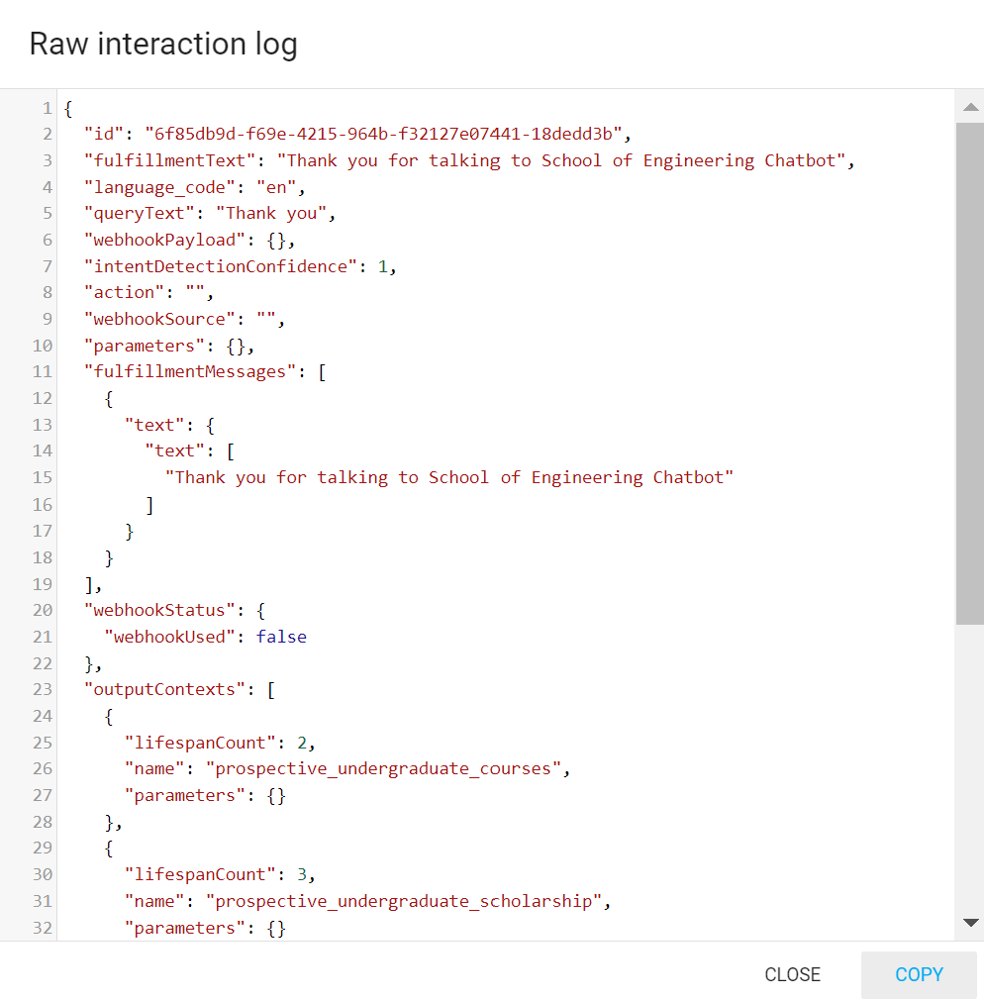 Raw interaction log
1 {
2 "id": "6f85db9d-f69e-4215-964b-f32127e07441-18dedd3b",
3 "fulfillmentText": "Thank you for talking to School of Engineering Chatbot",
4 "language_code": "en",
5 "queryText": "Thank you",
6 "webhookPayload": {},
7 "intentDetectionConfidence": 1,
8 "action": "",
9 "webhookSource": "",
10 "parameters": {},
11 "fulfillmentMessages": [
12 {
13 "text": {
14 "text": [
15 "Thank you for talking to School of Engineering Chatbot"
16 ]
17 }
18 }
19 ],
20 "webhookStatus": {
21 "webhookUsed": false
22 },
23 "outputContexts": [
24 {
25 "lifespanCount": 2,
26 "name": "prospective_undergraduate_courses",
27 "parameters": {}
28 },
29 {
30 "lifespanCount": 3,
31 "name": "prospective_undergraduate_scholarship",
32 "parameters": {}
CLOSE COPY